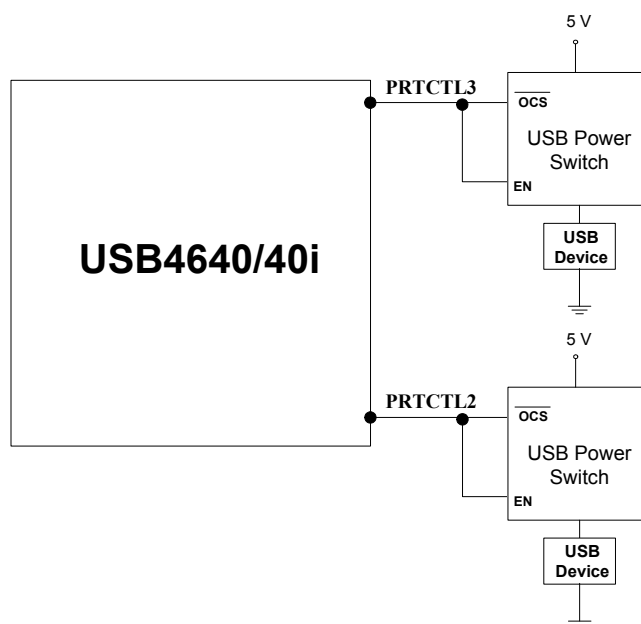 5 V
PRTCTL3
OCS
USB Power
Switch
EN
USB4640/40i
USB
Device
5 V
PRTCTL2
OCS
USB Power
Switch
EN
USB
Device